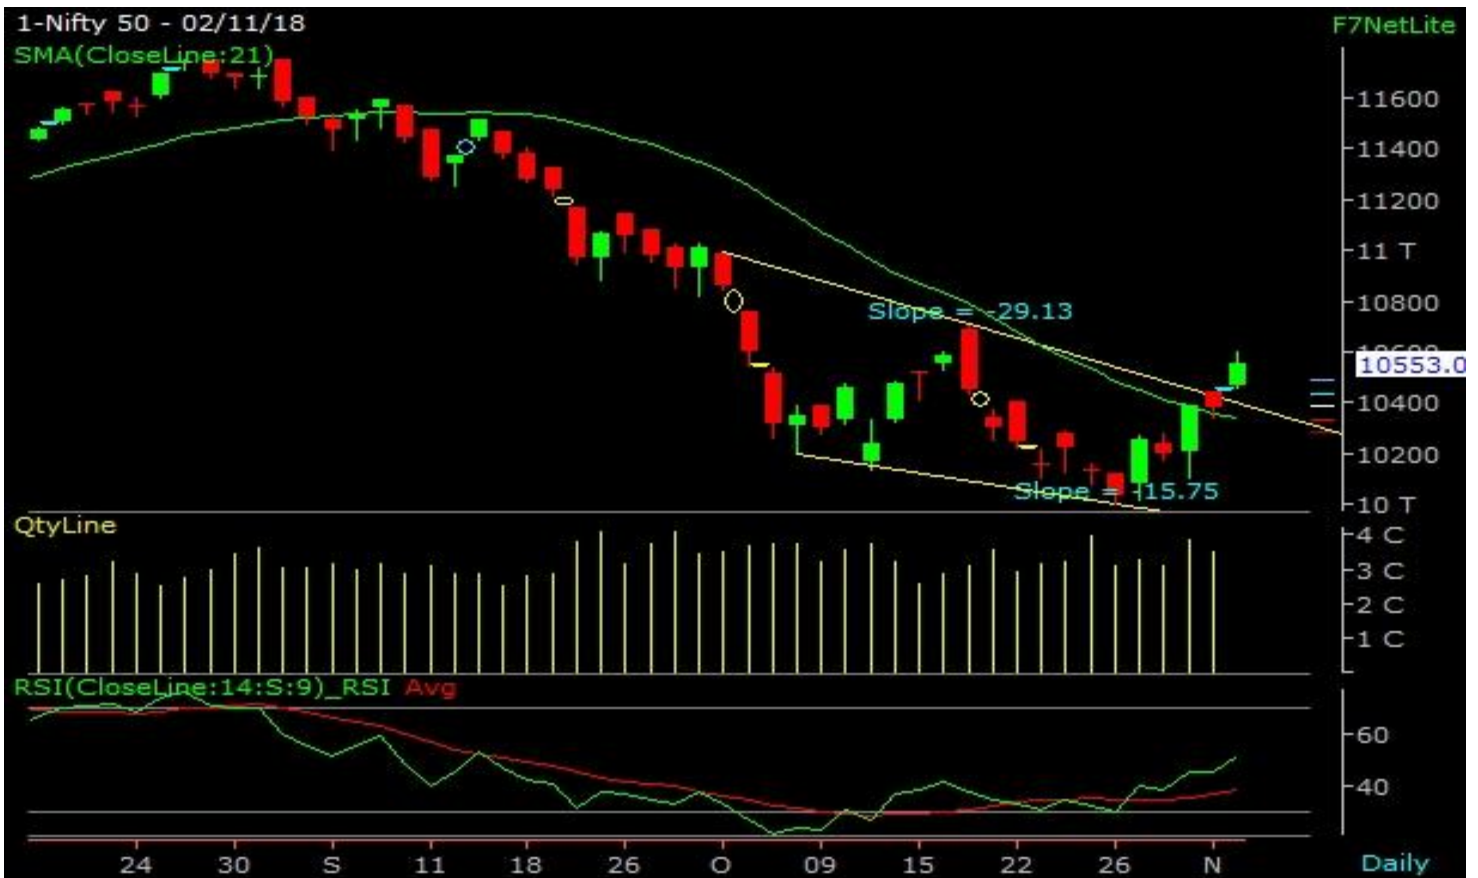 1-Nifty 50 - 02/11/18
F7NetLite
SMA(CloseLine:21)
11600
11400
11200
11 T
10800
Slope = -29.13
10553.0
10400
10200
Slope = -15.75
10 T
QtyLine
4 C
3 C
2 C
1 C
RSI(CloseLine:14:S:9)_RSI Avg
60
40
24 30 S 11 18 26 O 09 15 22 26 N Daily